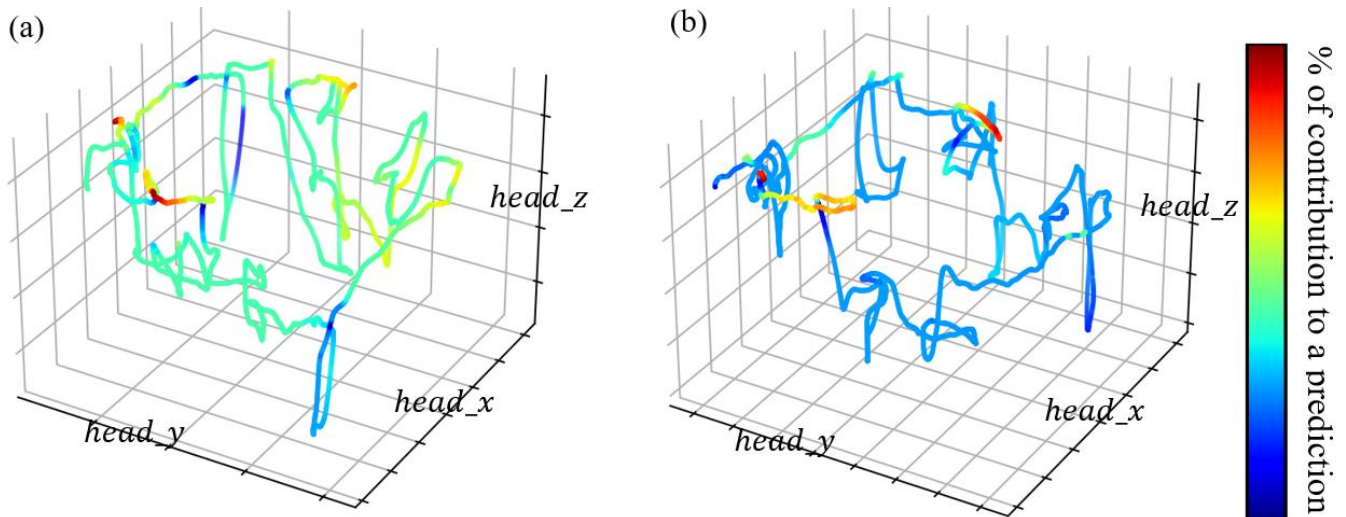 (a)
head_z
head_x
head_y
(b)
head_z
head_x
head_y
% of contribution to a prediction